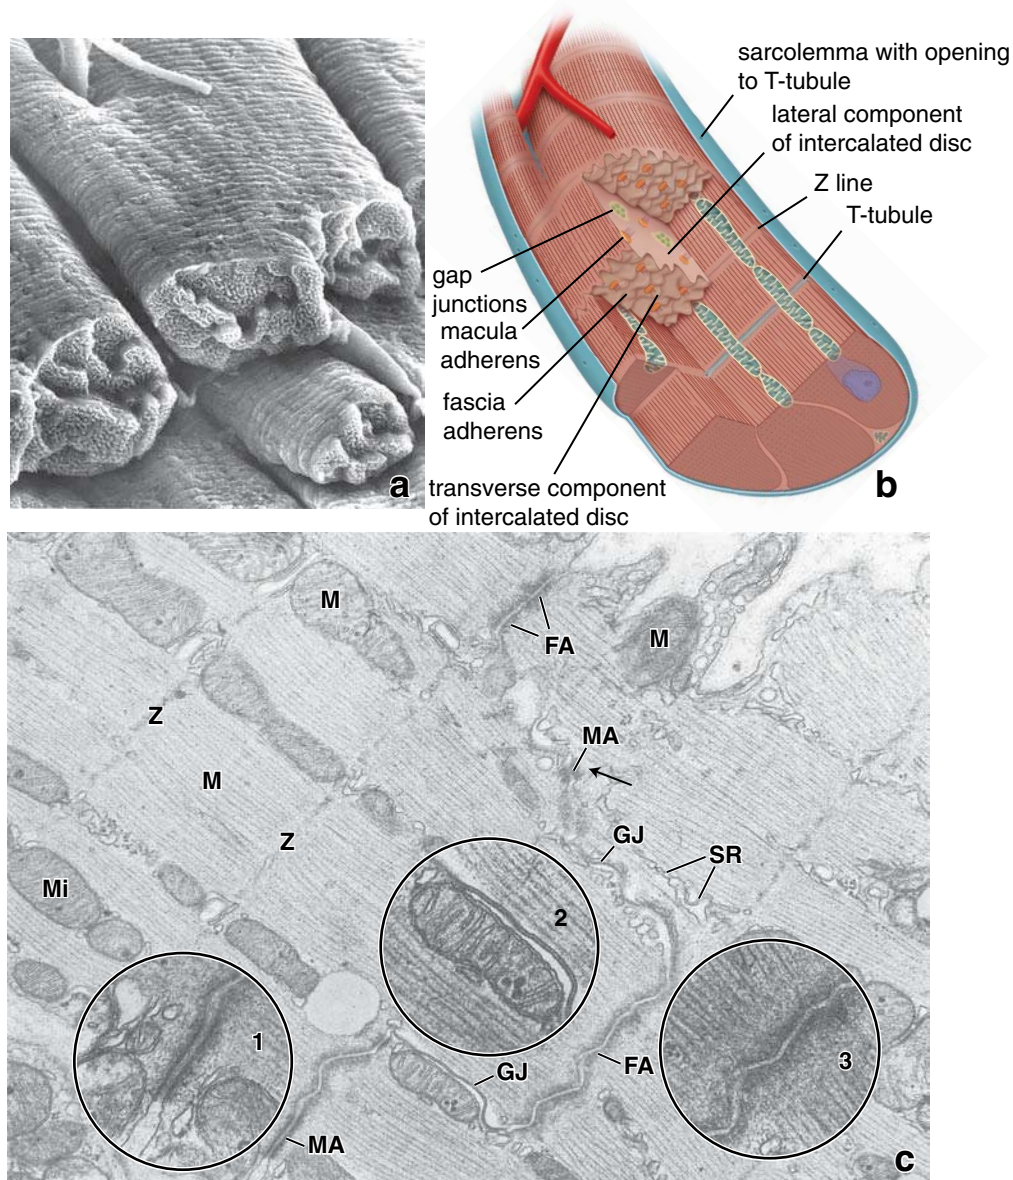 sarcolemma with opening
to T-tubule
lateral component
of intercalated disc
Z line
T-tubule
gap
junctions
macula
adherens
fascia
adherens
transverse component
of intercalated disc
a
b
M
FA
M
Z
MA
M
GJ
Z
SR
Mi
2
1
3
FA
GJ
MA
c